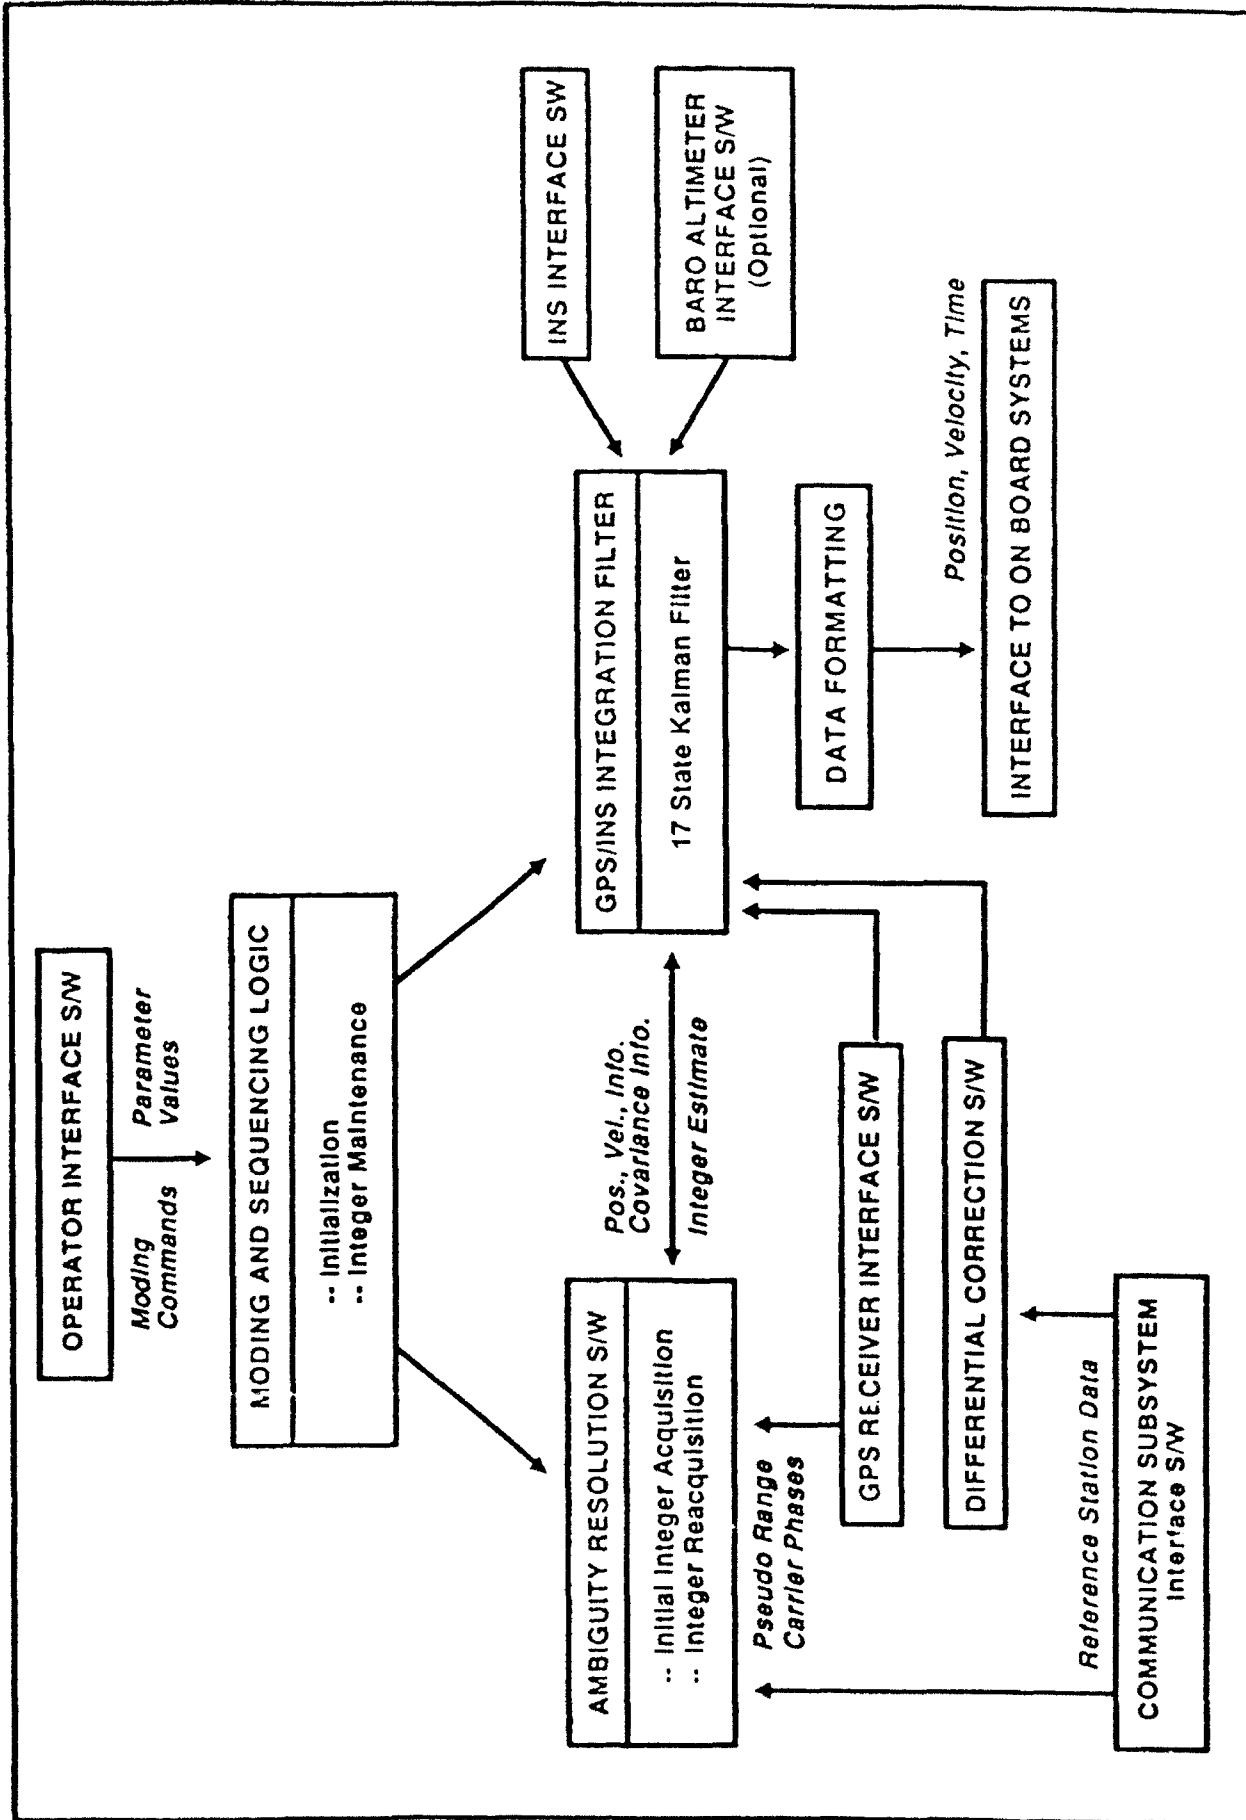 OPERATOR INTERFACE S/W
Moding
Commands
Parameter
Values
MODING AND SEQUENCING LOGIC
-- Initialization
-- Integer Maintenance
AMBIGUITY RESOLUTION S/W
-- Initial Integer Acquisition
-- Integer Reacquisition
Pos., Vel., Info.
Covariance Info.
Integer Estimate
GPS/INS INTEGRATION FILTER
17 State Kalman Filter
INS INTERFACE SW
BARO ALTIMETER
INTERFACE S/W
(Optional)
Pseudo Range
Carrier Phases
GPS RECEIVER INTERFACE S/W
DATA FORMATTING
DIFFERENTIAL CORRECTION S/W
Position, Velocity, Time
INTERFACE TO ON BOARD SYSTEMS
Reference Station Data
COMMUNICATION SUBSYSTEM
Interface S/W